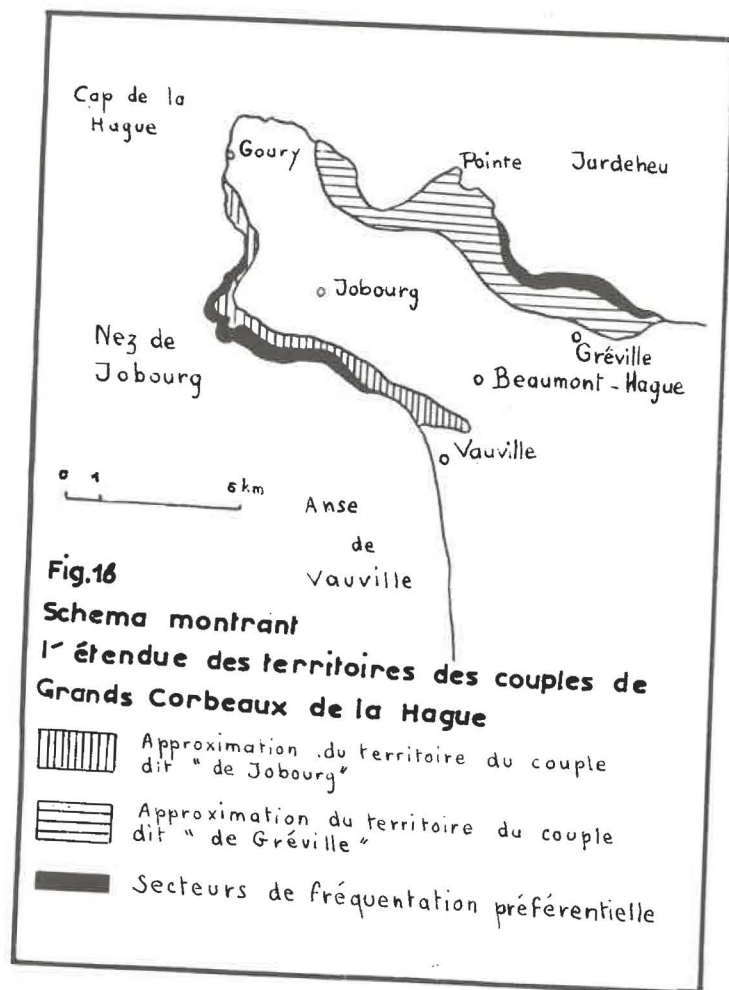 Cap de la
Hague
Goury
Pointe Jardeheu
Jobourg
Nez de
Jobourg
Gréville
Beaumont-Hague
Vauville
0 1 5 km
Anse
de
Vauville
Fig.16
Schema montrant
l' étendue des territoires des couples de
Grands Corbeaux de la Hague
Approximation du territoire du couple
dit " de Jobourg"
Approximation du territoire du couple
dit " de Gréville "
Secteurs de fréquentation préférentielle